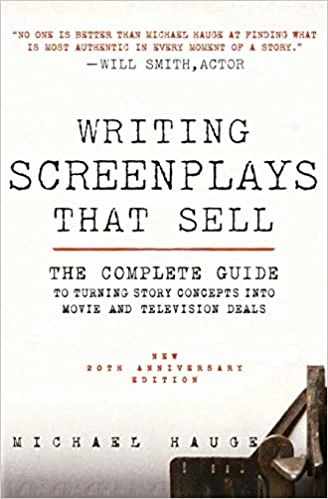 "NO ONE IS BETTER THAN MICHAEL HAUGE AT FINDING WHAT
IS MOST AUTHENTIC IN EVERY MOMENT OF A STORY."
—WILL SMITH, ACTOR
WRITING
SCREENPLAYS
THAT SELL
THE COMPLETE GUIDE
TO TURNING STORY CONCEPTS INTO
MOVIE AND TELEVISION DEALS
NEW
20TH ANNIVERSARY
EDITION
MICHAEL HAUGE